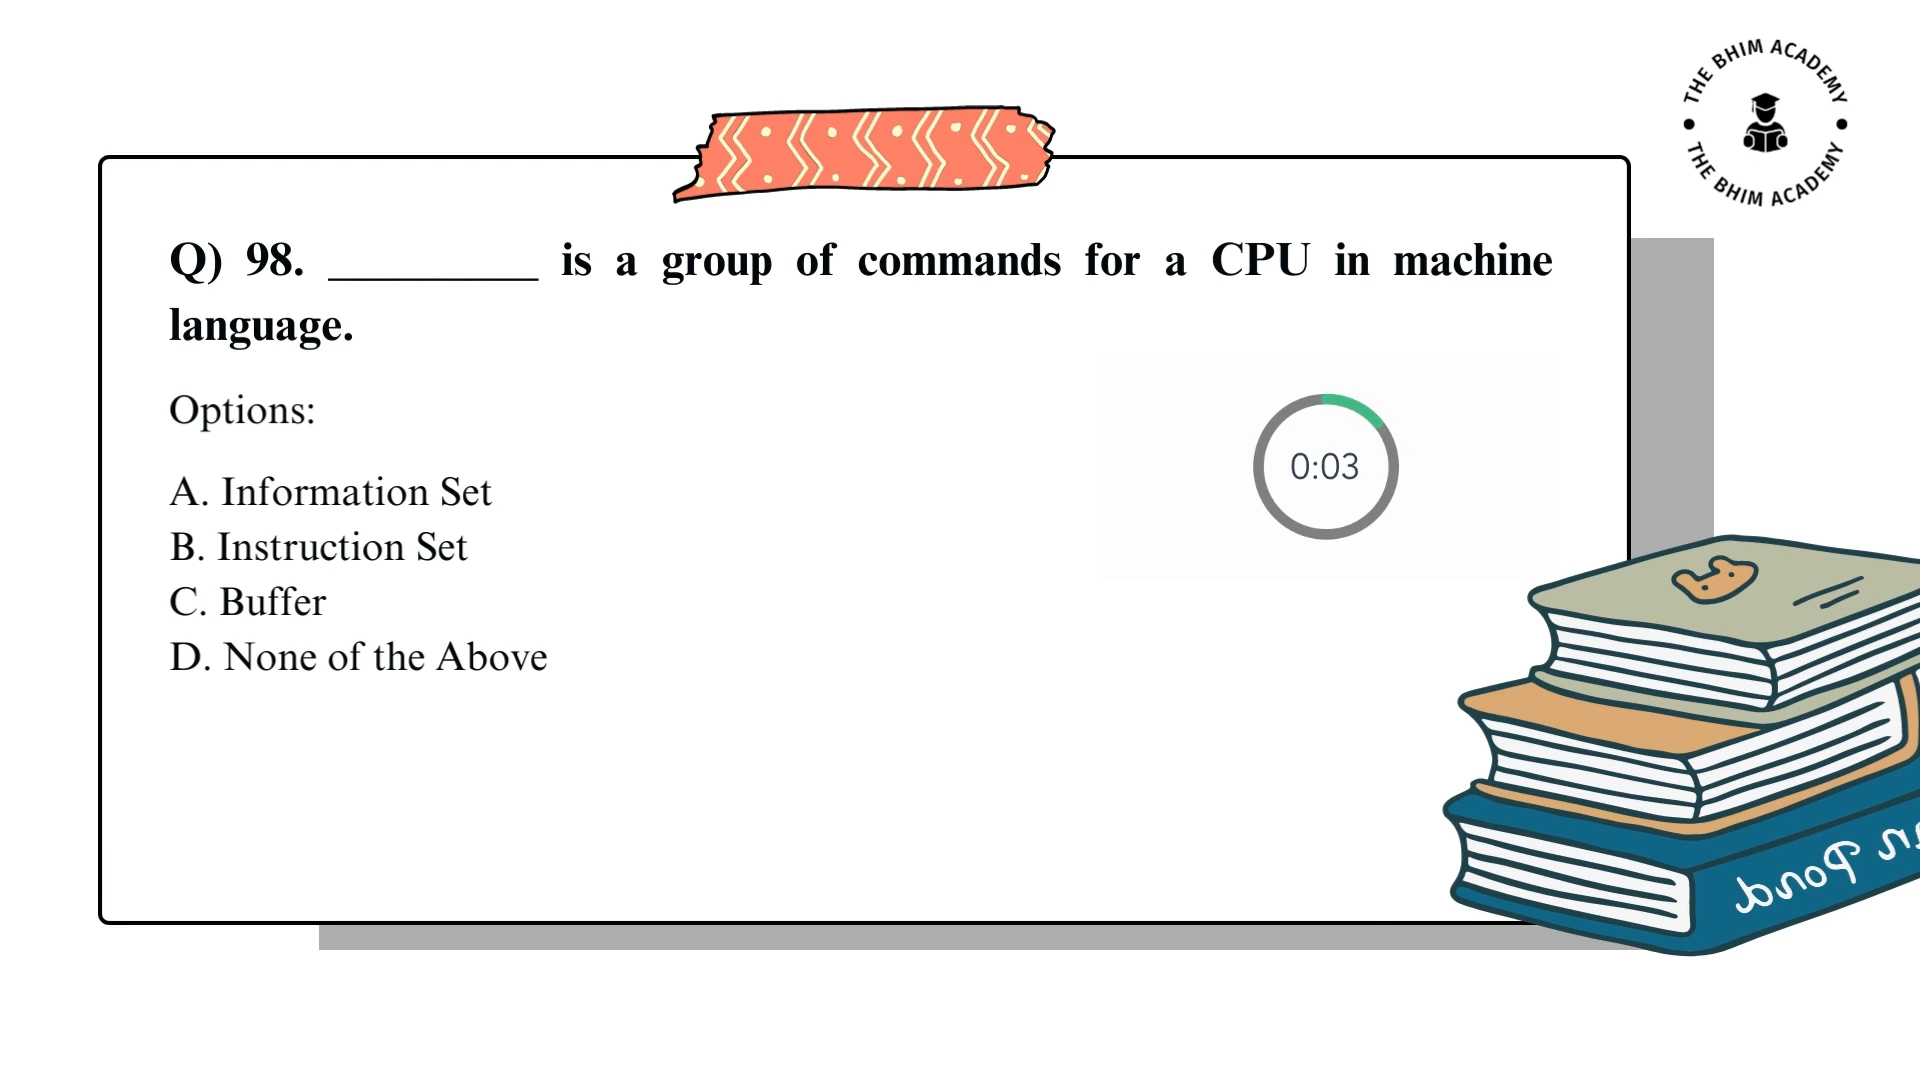 THE BHIM ACADEMY
THE BHIM ACADEMY
Q) 98. _________ is a group of commands for a CPU in machine
language.
Options:
0:03
A. Information Set
B. Instruction Set
C. Buffer
D. None of the Above
Pond